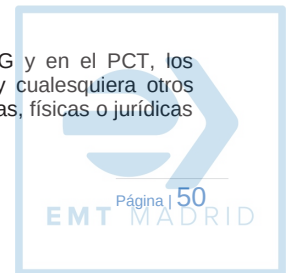 G y en el PCT, los
y cualesquiera otros
as, físicas o jurídicas
Página | 50
EMT MADRID